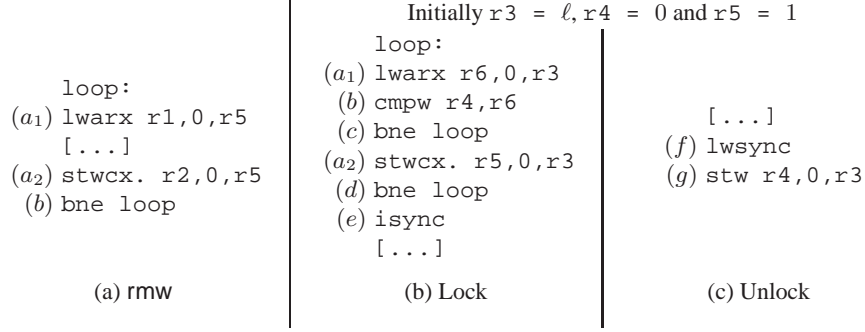 Initially r3 = ℓ, r4 = 0 and r5 = 1
loop:
(a1) lwarx r1,0,r5
[...]
(a2) stwcx. r2,0,r5
(b) bne loop
(a) rmw
loop:
(a1) lwarx r6,0,r3
(b) cmpw r4,r6
(c) bne loop
(a2) stwcx. r5,0,r3
(d) bne loop
(e) isync
[...]
(b) Lock
[...]
(f) lwsync
(g) stw r4,0,r3
(c) Unlock